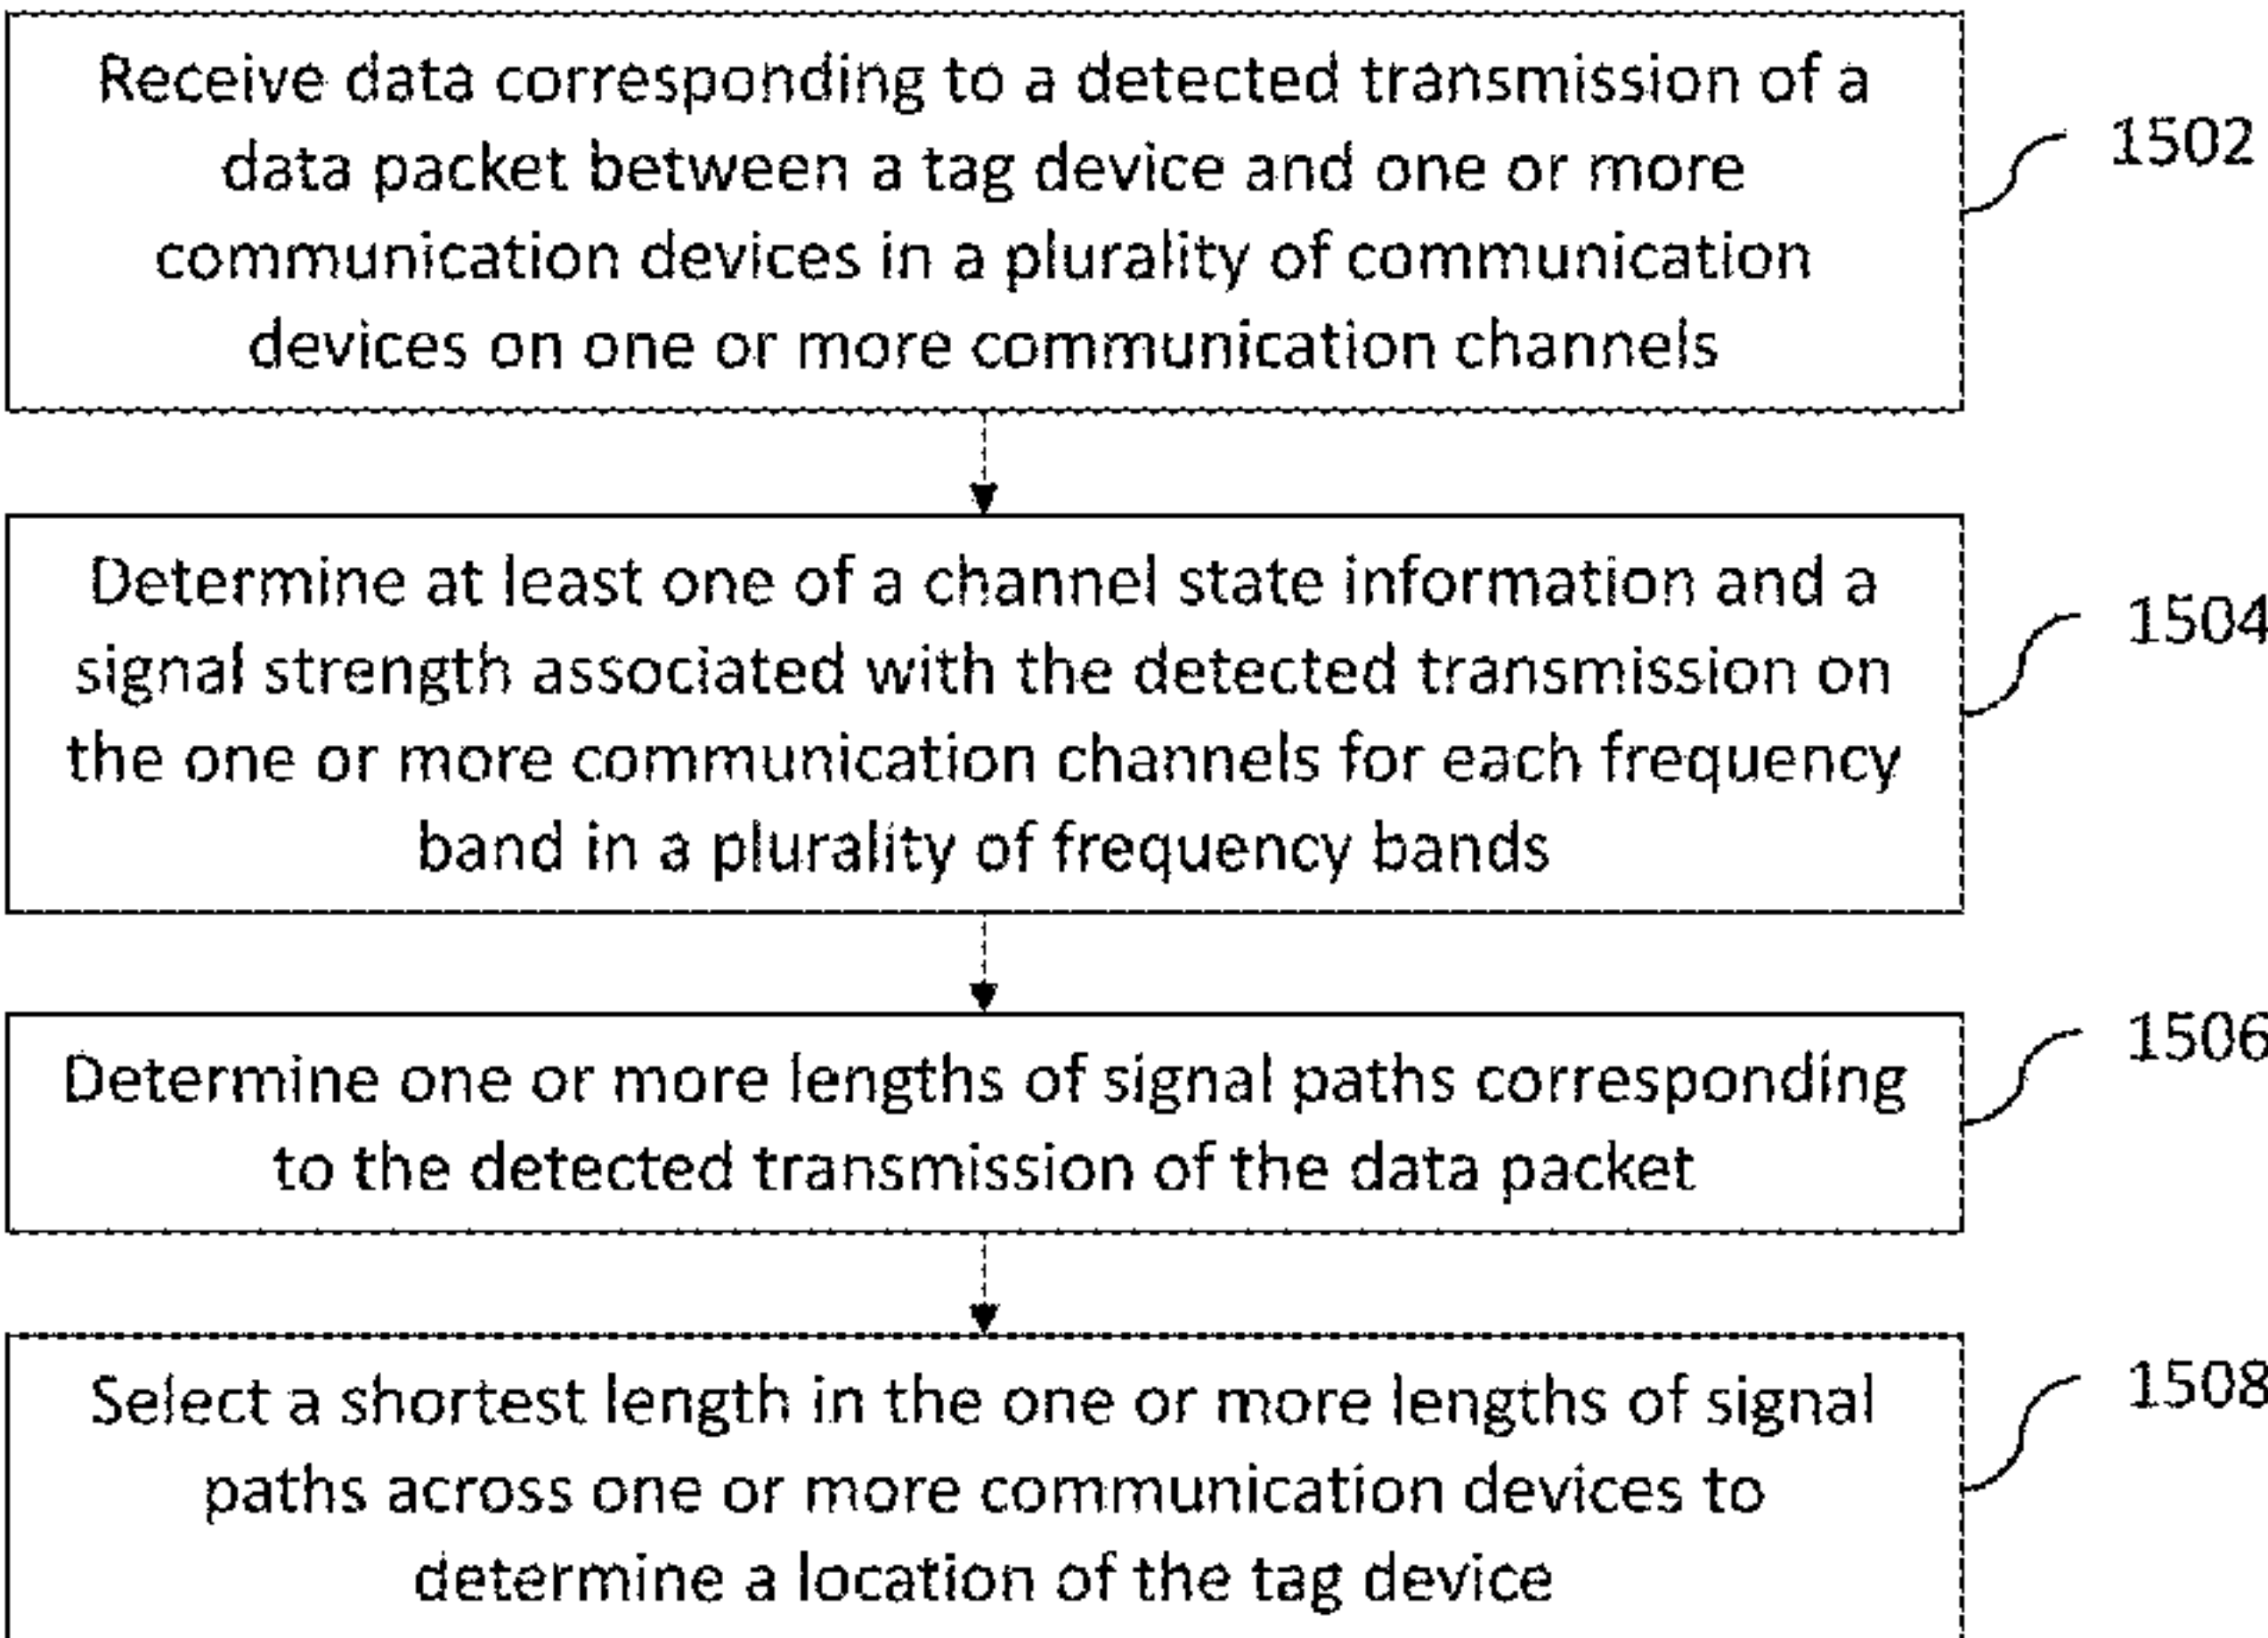 Receive data corresponding to a detected transmission of a
data packet between a tag device and one or more
communication devices in a plurality of communication
devices on one or more communication channels
1502
Determine at least one of a channel state information and a
signal strength associated with the detected transmission on
the one or more communication channels for each frequency
band in a plurality of frequency bands
1504
Determine one or more lengths of signal paths corresponding
to the detected transmission of the data packet
1506
Select a shortest length in the one or more lengths of signal
paths across one or more communication devices to
determine a location of the tag device
1508